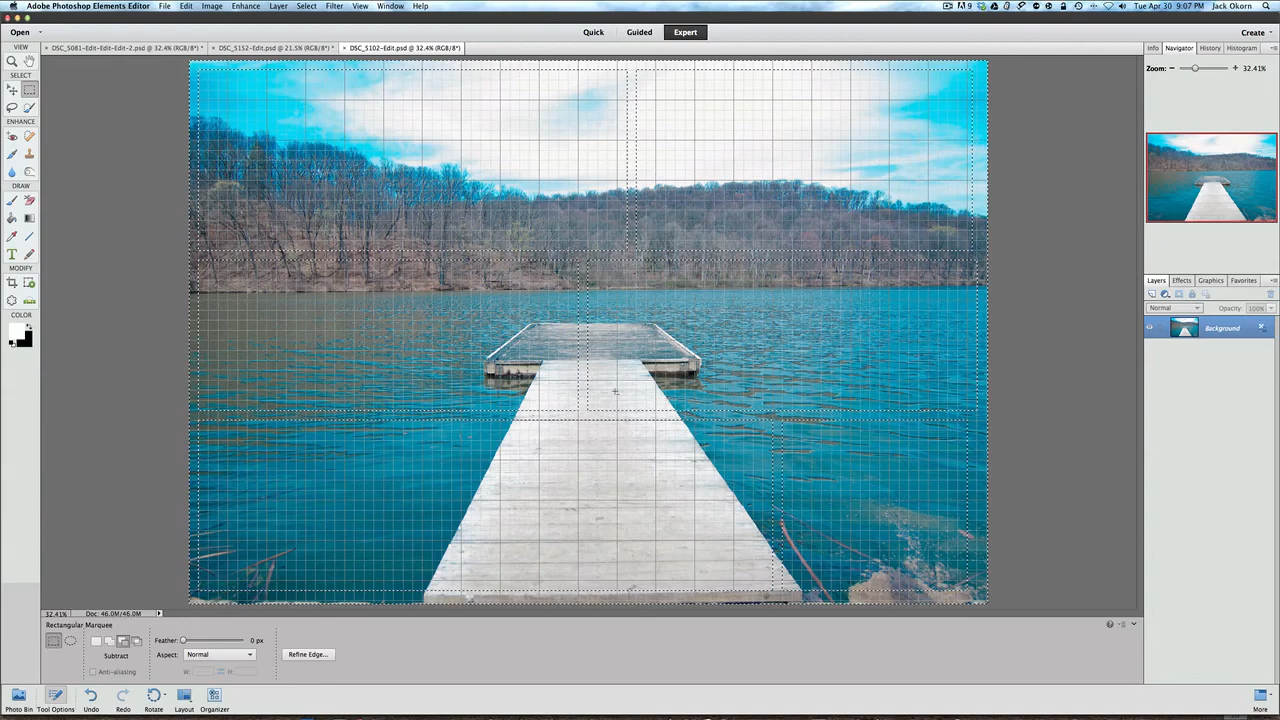 Adobe Photoshop Elements Editor File Edit Image Enhance Layer Select Filter View Window Help 9 Tue Apr 30 9:07 PM Jack Okorn
Open Quick Guided Expert Create
DSC_5081-Edit-Edit-Edit-2.psd @ 32.4% (RGB/8*) * DSC_5152-Edit.psd @ 21.5% (RGB/8*) * DSC_5102-Edit.psd @ 32.4% (RGB/8*) Info Navigator History Histogram
VIEW
Zoom: 32.41%
SELECT
ENHANCE
DRAW
MODIFY
Layers Effects Graphics Favorites
Normal Opacity: 100%
COLOR
Background
32.41% Doc: 46.0M/46.0M
Rectangular Marquee
Feather: 0 px
Subtract Aspect: Normal Refine Edge...
Anti-aliasing W: H:
Photo Bin Tool Options Undo Redo Rotate Layout Organizer More